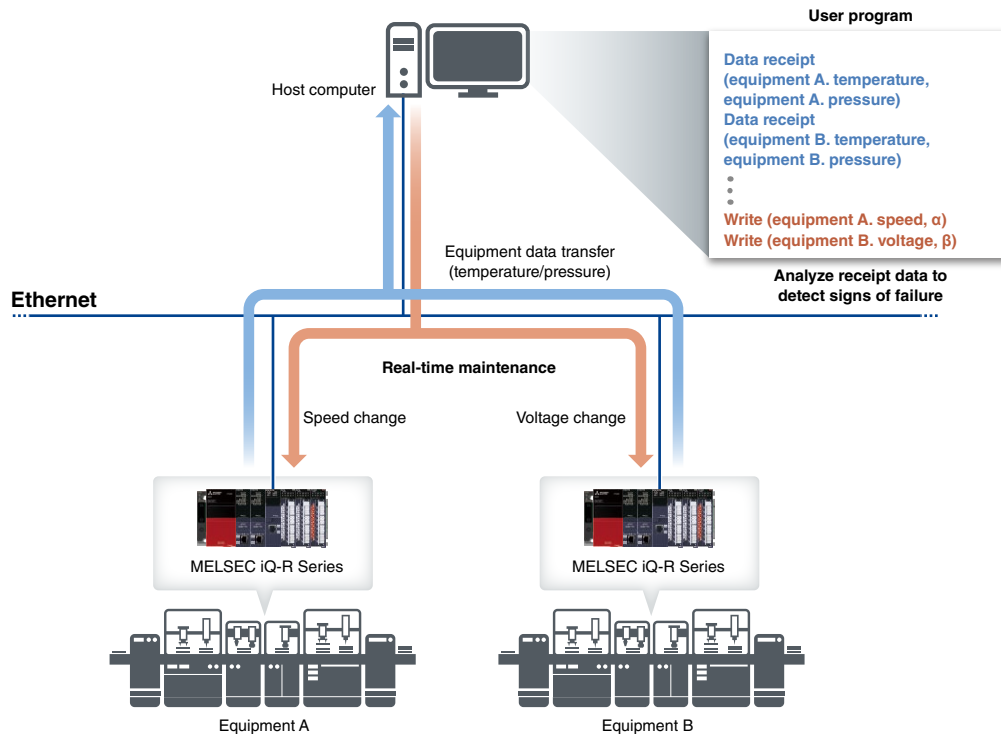 User program
Data receipt
(equipment A. temperature,
equipment A. pressure)
Data receipt
(equipment B. temperature,
equipment B. pressure)
Write (equipment A. speed, α)
Write (equipment B. voltage, β)
Host computer
Equipment data transfer
(temperature/pressure)
Analyze receipt data to
detect signs of failure
Ethernet
Real-time maintenance
Speed change
Voltage change
MELSEC iQ-R Series
MELSEC iQ-R Series
Equipment A
Equipment B